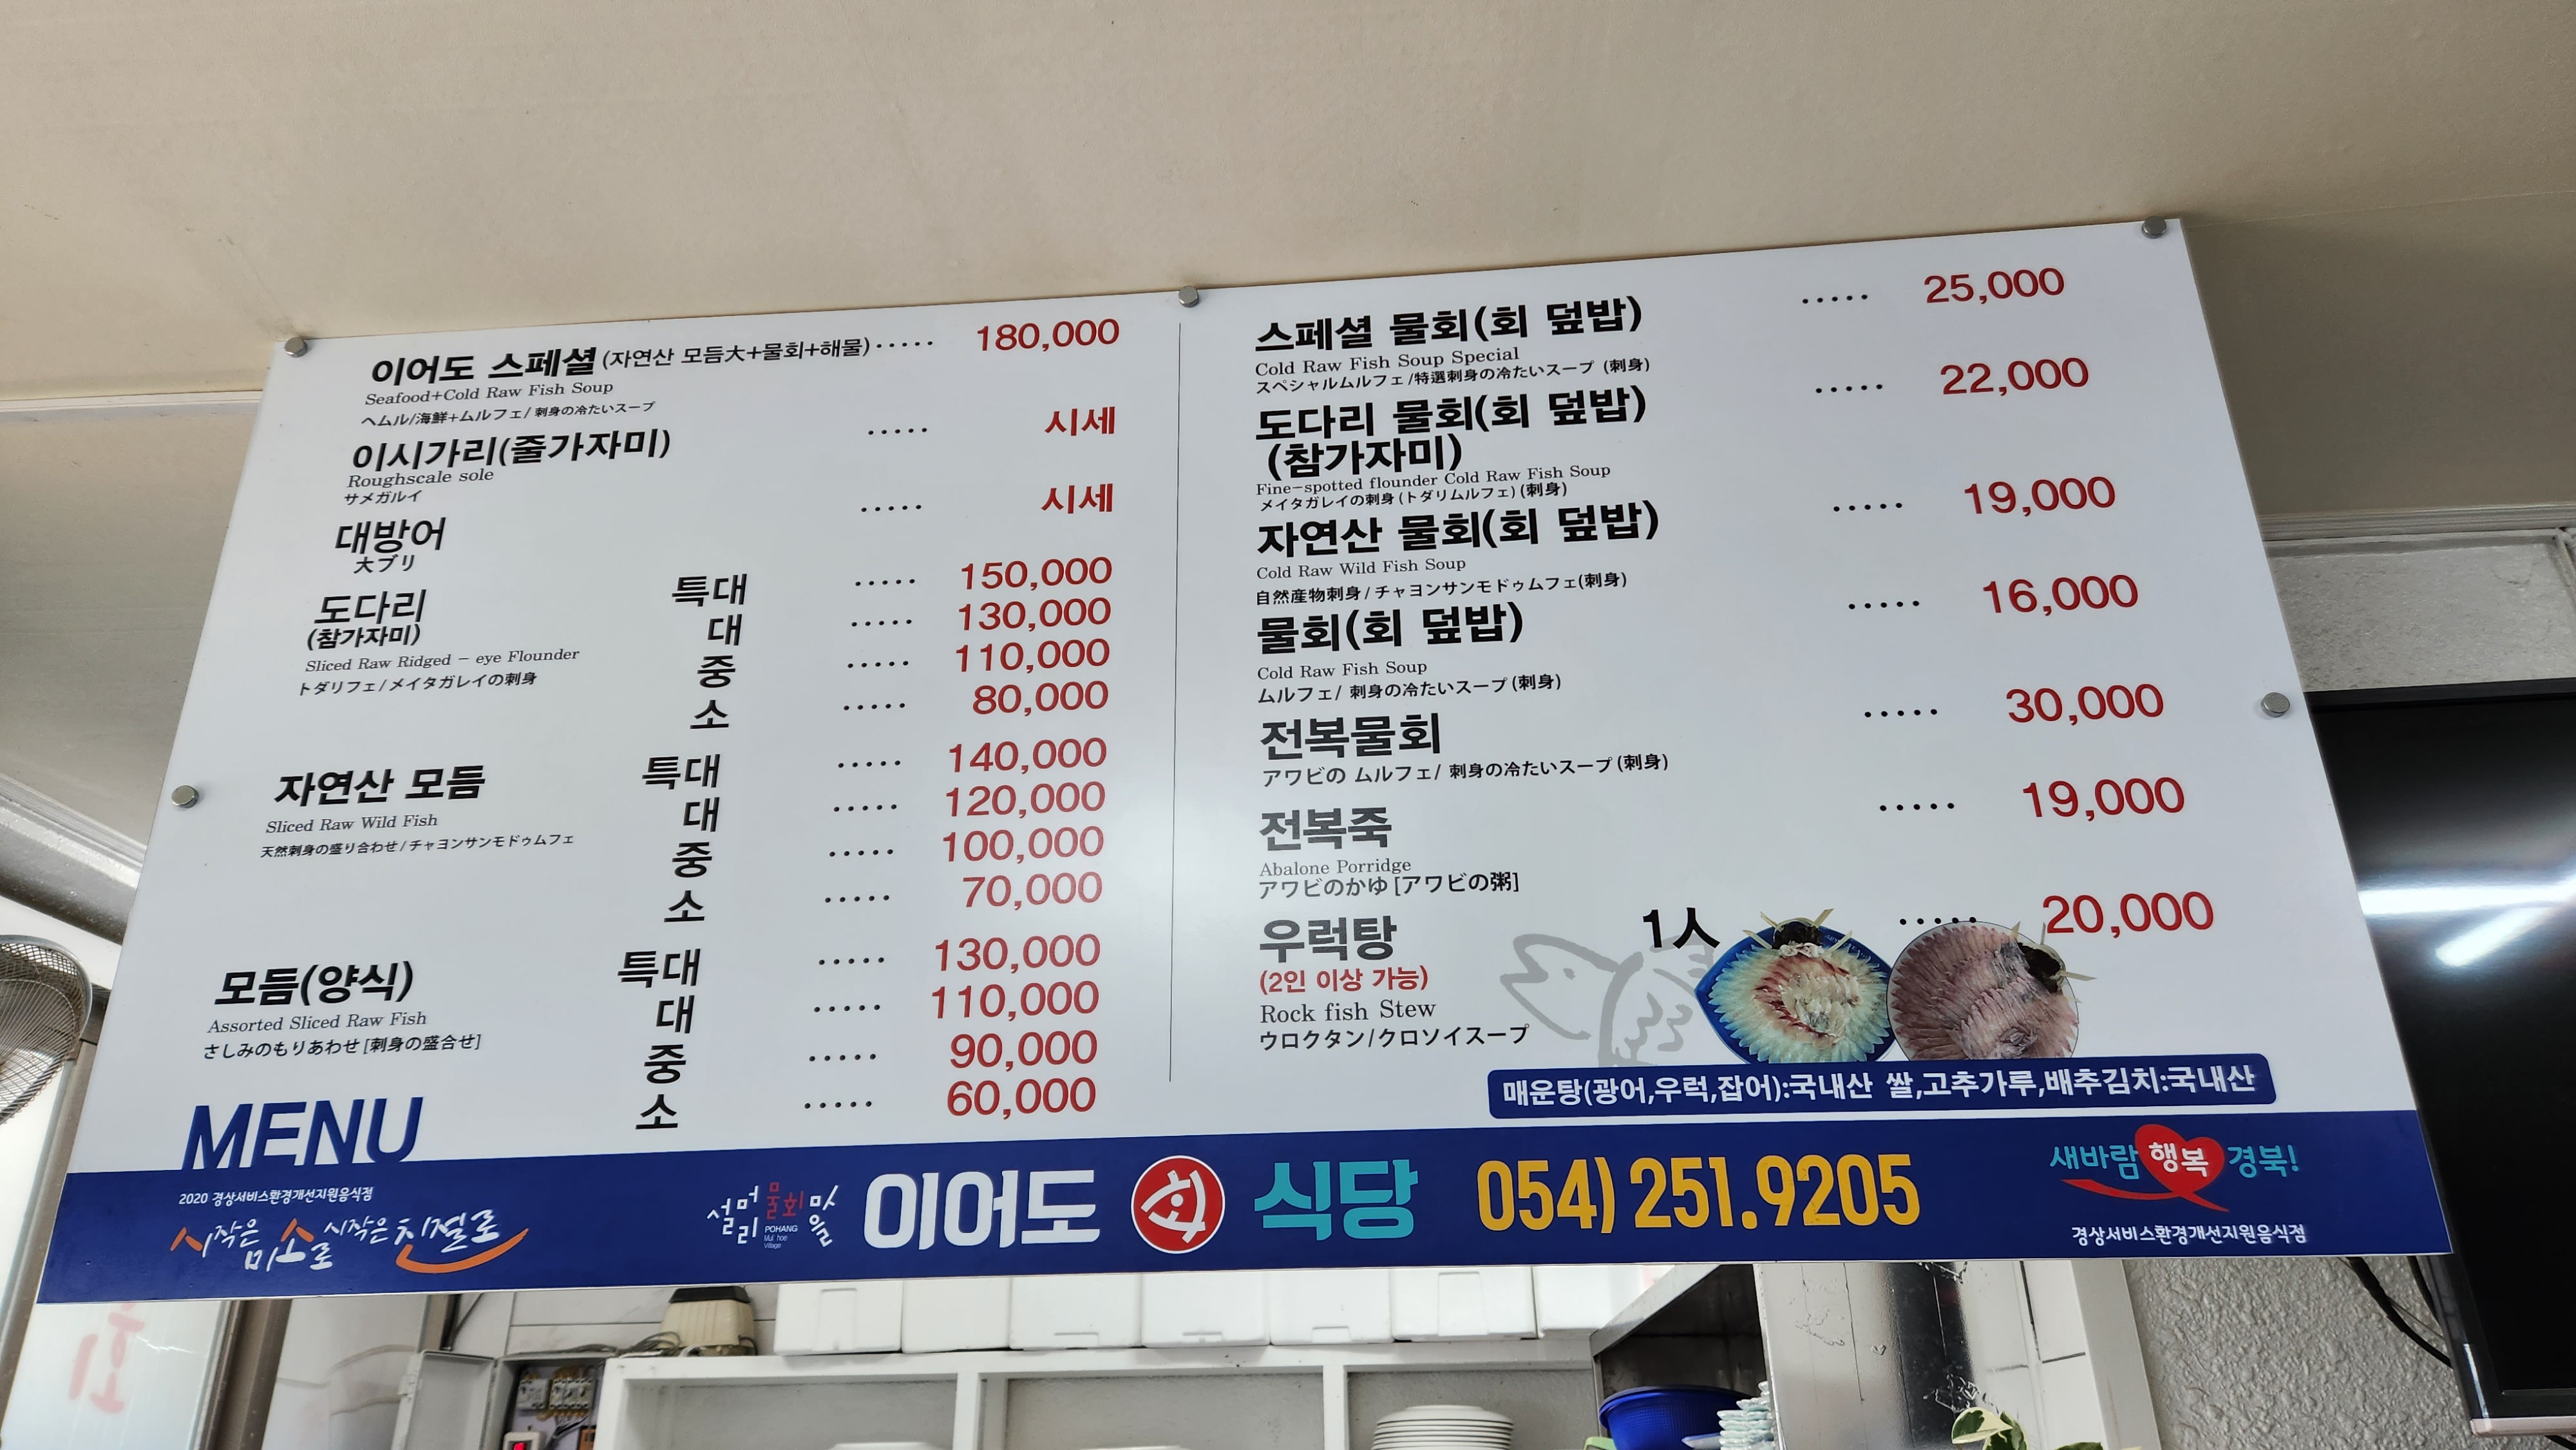 이어도 스페셜 (자연산 모듬大+물회+해물) ····· 180,000
Seafood+Cold Raw Fish Soup
ヘムル/海鮮+ムルフェ/ 刺身の冷たいスープ
이시가리(줄가자미) ····· 시세
Roughscale sole
サメガルイ
대방어 ····· 시세
大ブリ
도다리 특대 ····· 150,000
(참가자미) 대 ····· 130,000
Sliced Raw Ridged - eye Flounder 중 ····· 110,000
トダリフェ/メイタガレイの刺身 소 ····· 80,000
자연산 모듬 특대 ····· 140,000
Sliced Raw Wild Fish 대 ····· 120,000
天然刺身の盛り合わせ/チャヨンサンモドゥムフェ 중 ····· 100,000
소 ····· 70,000
모듬(양식) 특대 ····· 130,000
Assorted Sliced Raw Fish 대 ····· 110,000
さしみのもりあわせ[刺身の盛合せ] 중 ····· 90,000
소 ····· 60,000
MENU
스페셜 물회(회 덮밥) ····· 25,000
Cold Raw Fish Soup Special
スペシャルムルフェ/特選刺身の冷たいスープ (刺身)
도다리 물회(회 덮밥) ····· 22,000
(참가자미)
Fine-spotted flounder Cold Raw Fish Soup
メイタガレイの刺身(トダリムルフェ)(刺身)
자연산 물회(회 덮밥) ····· 19,000
Cold Raw Wild Fish Soup
自然産物刺身/チャヨンサンモドゥムフェ(刺身)
물회(회 덮밥) ····· 16,000
Cold Raw Fish Soup
ムルフェ/ 刺身の冷たいスープ(刺身)
전복물회 ····· 30,000
アワビの ムルフェ/ 刺身の冷たいスープ(刺身)
전복죽 ····· 19,000
Abalone Porridge
アワビのかゆ[アワビの粥]
우럭탕 1人 ····· 20,000
(2인 이상 가능)
Rock fish Stew
ウロクタン/クロソイスープ
매운탕(광어,우럭,잡어):국내산 쌀,고추가루,배추김치:국내산
2020 경상서비스환경개선지원음식점
시작은 미소로 시작은 친절로
설머리 물회마을
POHANG
Mul hoe
Village
이어도 회 식당 054) 251.9205
새바람 행복 경북!
경상서비스환경개선지원음식점
회